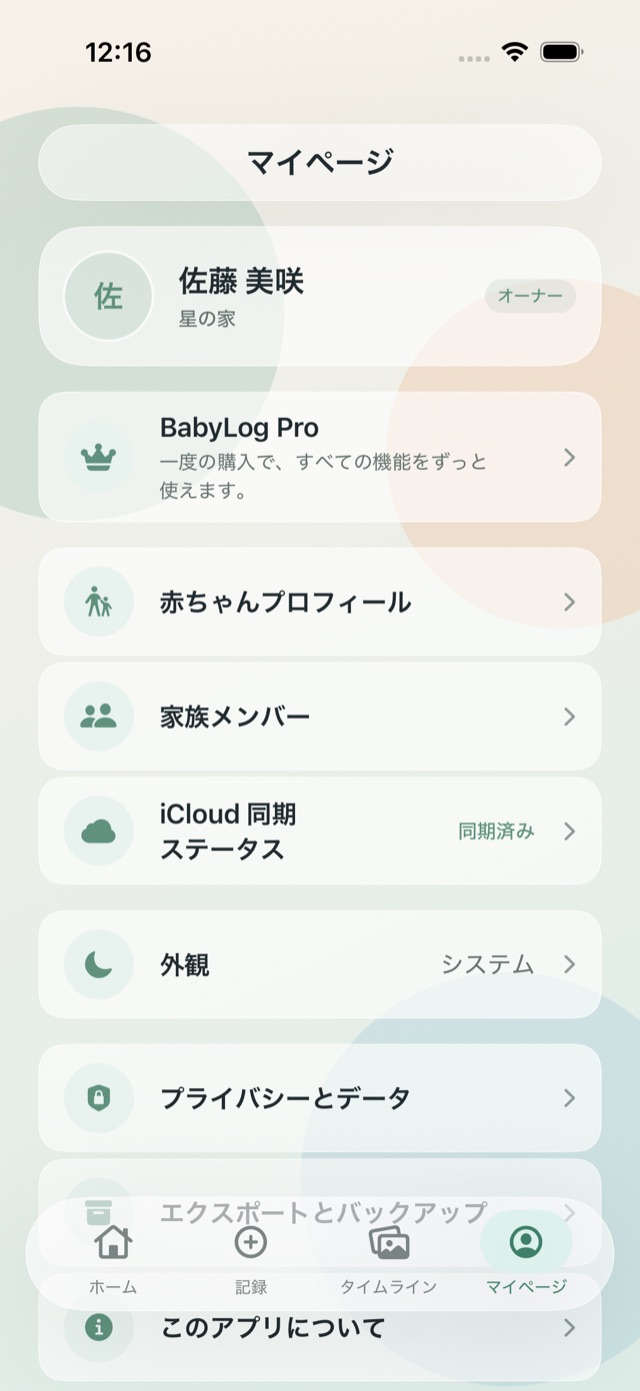 12:16
マイページ
佐
佐藤 美咲
星の家
オーナー
BabyLog Pro
一度の購入で、すべての機能をずっと
使えます。
赤ちゃんプロフィール
家族メンバー
iCloud 同期
ステータス
同期済み
外観
システム
プライバシーとデータ
エクスポートとバックアップ
ホーム
記録
タイムライン
マイページ
このアプリについて